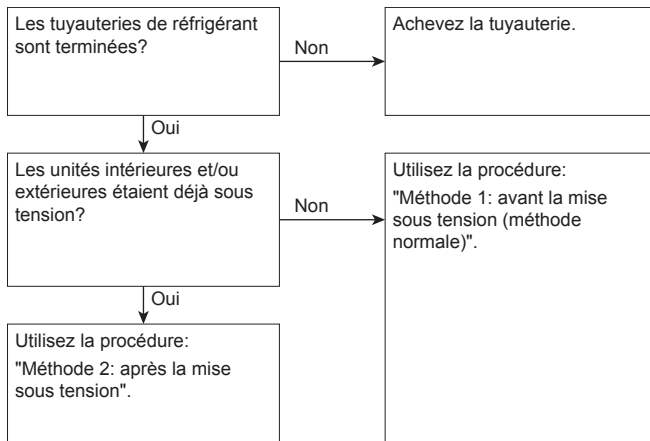 Les tuyauteries de réfrigérant
sont terminées?
Non
Achevez la tuyauterie.
Oui
Les unités intérieures et/ou
extérieures étaient déjà sous
tension?
Non
Utilisez la procédure:
"Méthode 1: avant la mise
sous tension (méthode
normale)".
Oui
Utilisez la procédure:
"Méthode 2: après la mise
sous tension".